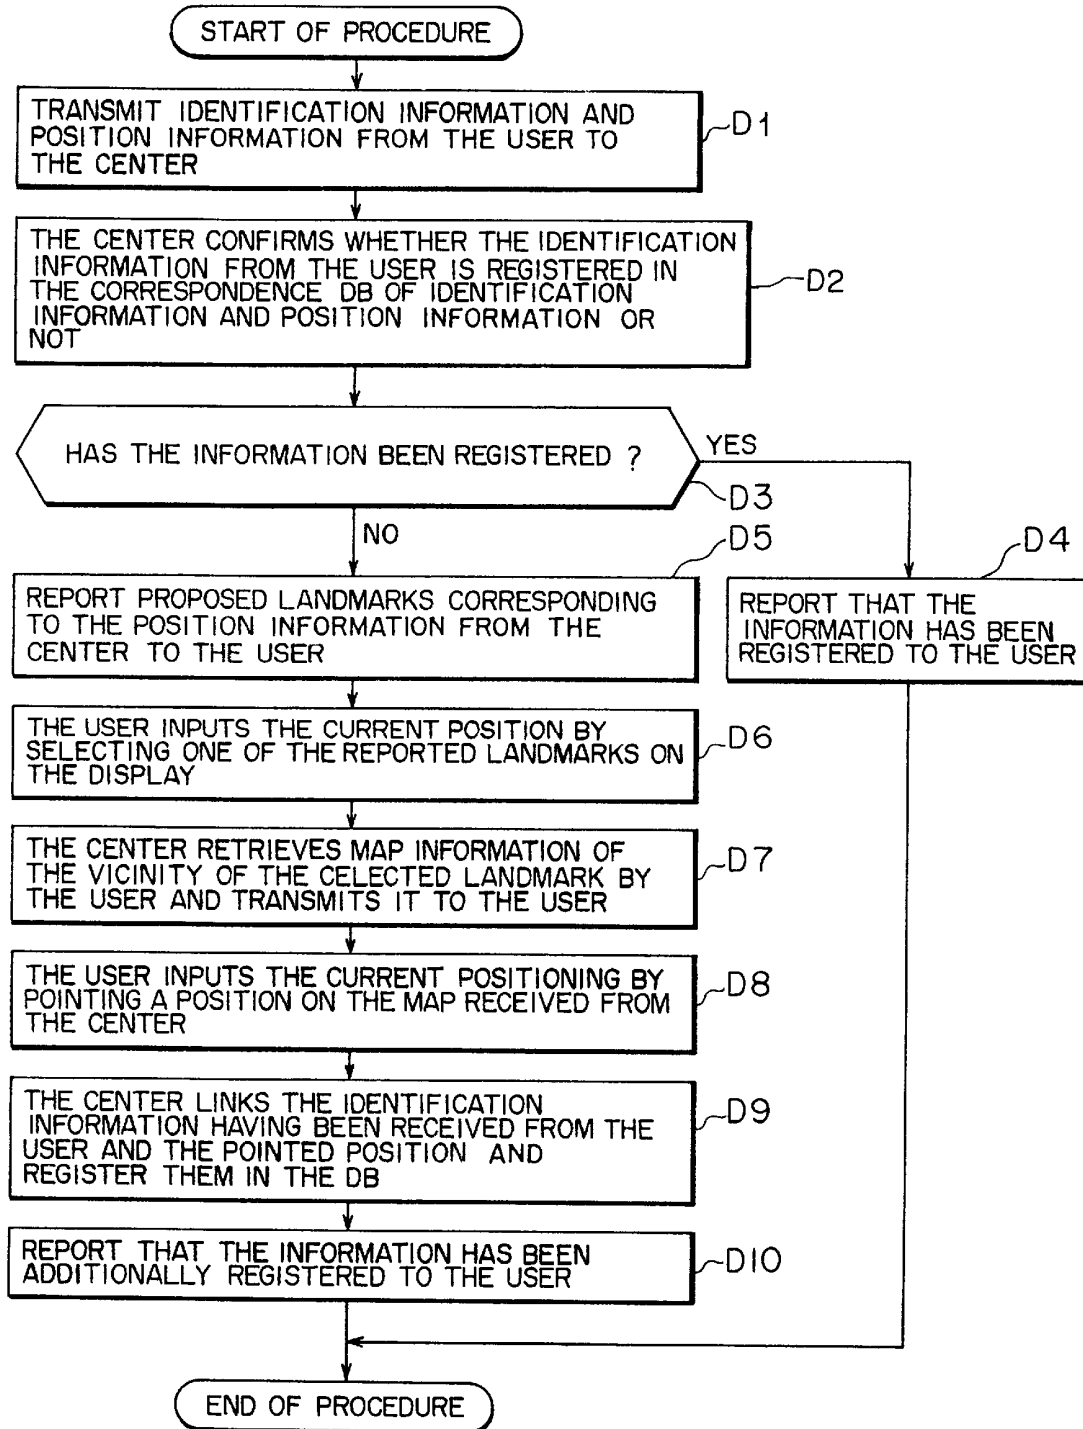 START OF PROCEDURE
TRANSMIT IDENTIFICATION INFORMATION AND
POSITION INFORMATION FROM THE USER TO
THE CENTER
D1
THE CENTER CONFIRMS WHETHER THE IDENTIFICATION
INFORMATION FROM THE USER IS REGISTERED IN
THE CORRESPONDENCE DB OF IDENTIFICATION
INFORMATION AND POSITION INFORMATION OR
NOT
D2
HAS THE INFORMATION BEEN REGISTERED ?
YES
D3
NO
D5
D4
REPORT PROPOSED LANDMARKS CORRESPONDING
TO THE POSITION INFORMATION FROM THE
CENTER TO THE USER
REPORT THAT THE
INFORMATION HAS BEEN
REGISTERED TO THE USER
THE USER INPUTS THE CURRENT POSITION BY
SELECTING ONE OF THE REPORTED LANDMARKS ON
THE DISPLAY
D6
THE CENTER RETRIEVES MAP INFORMATION OF
THE VICINITY OF THE CELECTED LANDMARK BY
THE USER AND TRANSMITS IT TO THE USER
D7
THE USER INPUTS THE CURRENT POSITIONING BY
POINTING A POSITION ON THE MAP RECEIVED FROM
THE CENTER
D8
THE CENTER LINKS THE IDENTIFICATION
INFORMATION HAVING BEEN RECEIVED FROM THE
USER AND THE POINTED POSITION AND
REGISTER THEM IN THE DB
D9
REPORT THAT THE INFORMATION HAS BEEN
ADDITIONALLY REGISTERED TO THE USER
D10
END OF PROCEDURE